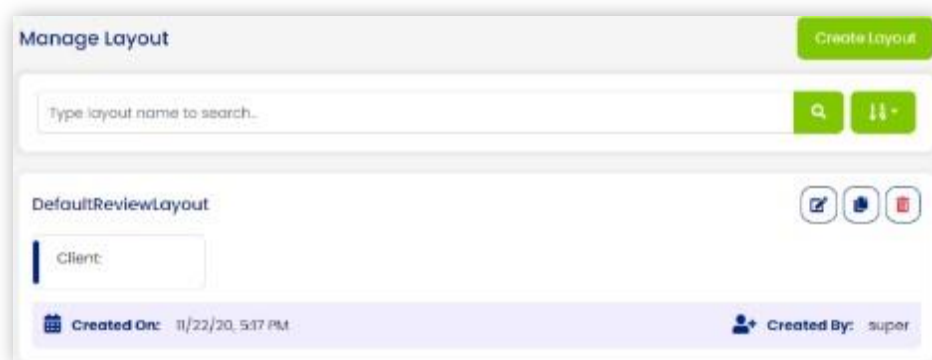 Manage Layout
Create Layout
Type layout name to search..
DefaultReviewLayout
Client:
Created On: 11/22/20, 5:17 PM
Created By: super